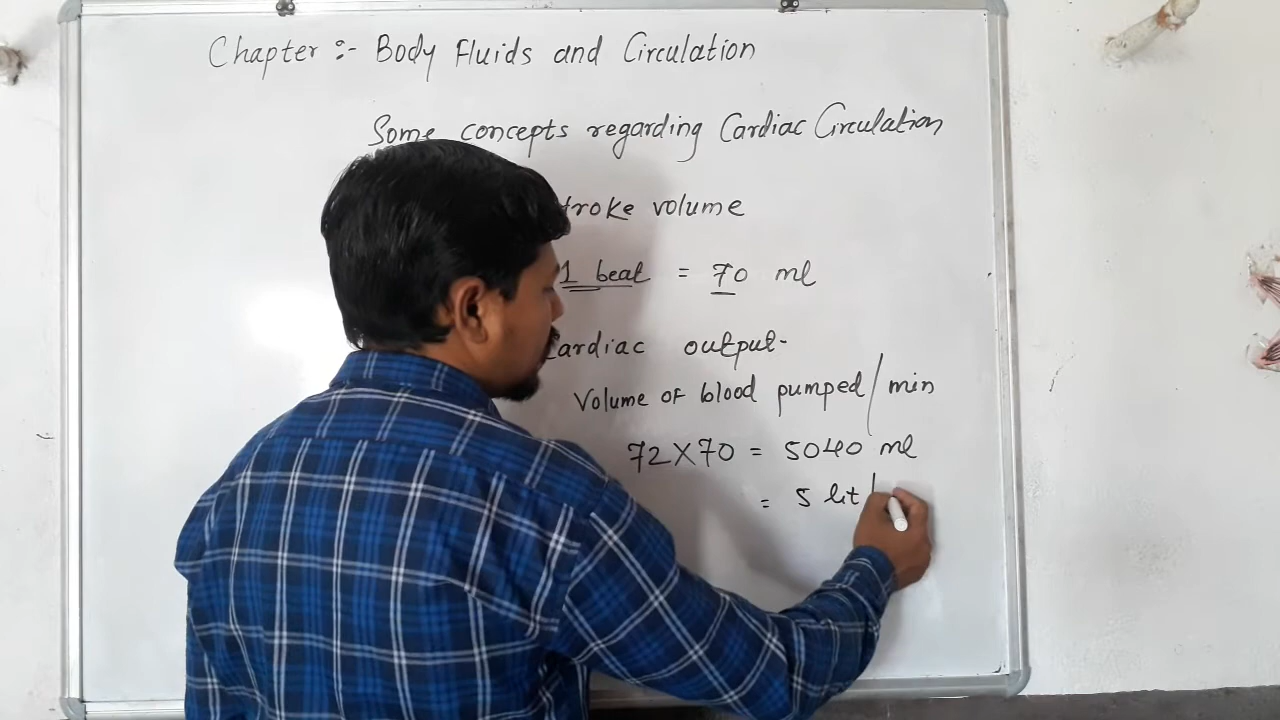 Chapter :- Body Fluids and Circulation
Some concepts regarding Cardiac Circulation
troke volume
1 beat = 70 ml
Cardiac output-
Volume of blood pumped/min
72X70 = 5040 ml
= 5 lit/